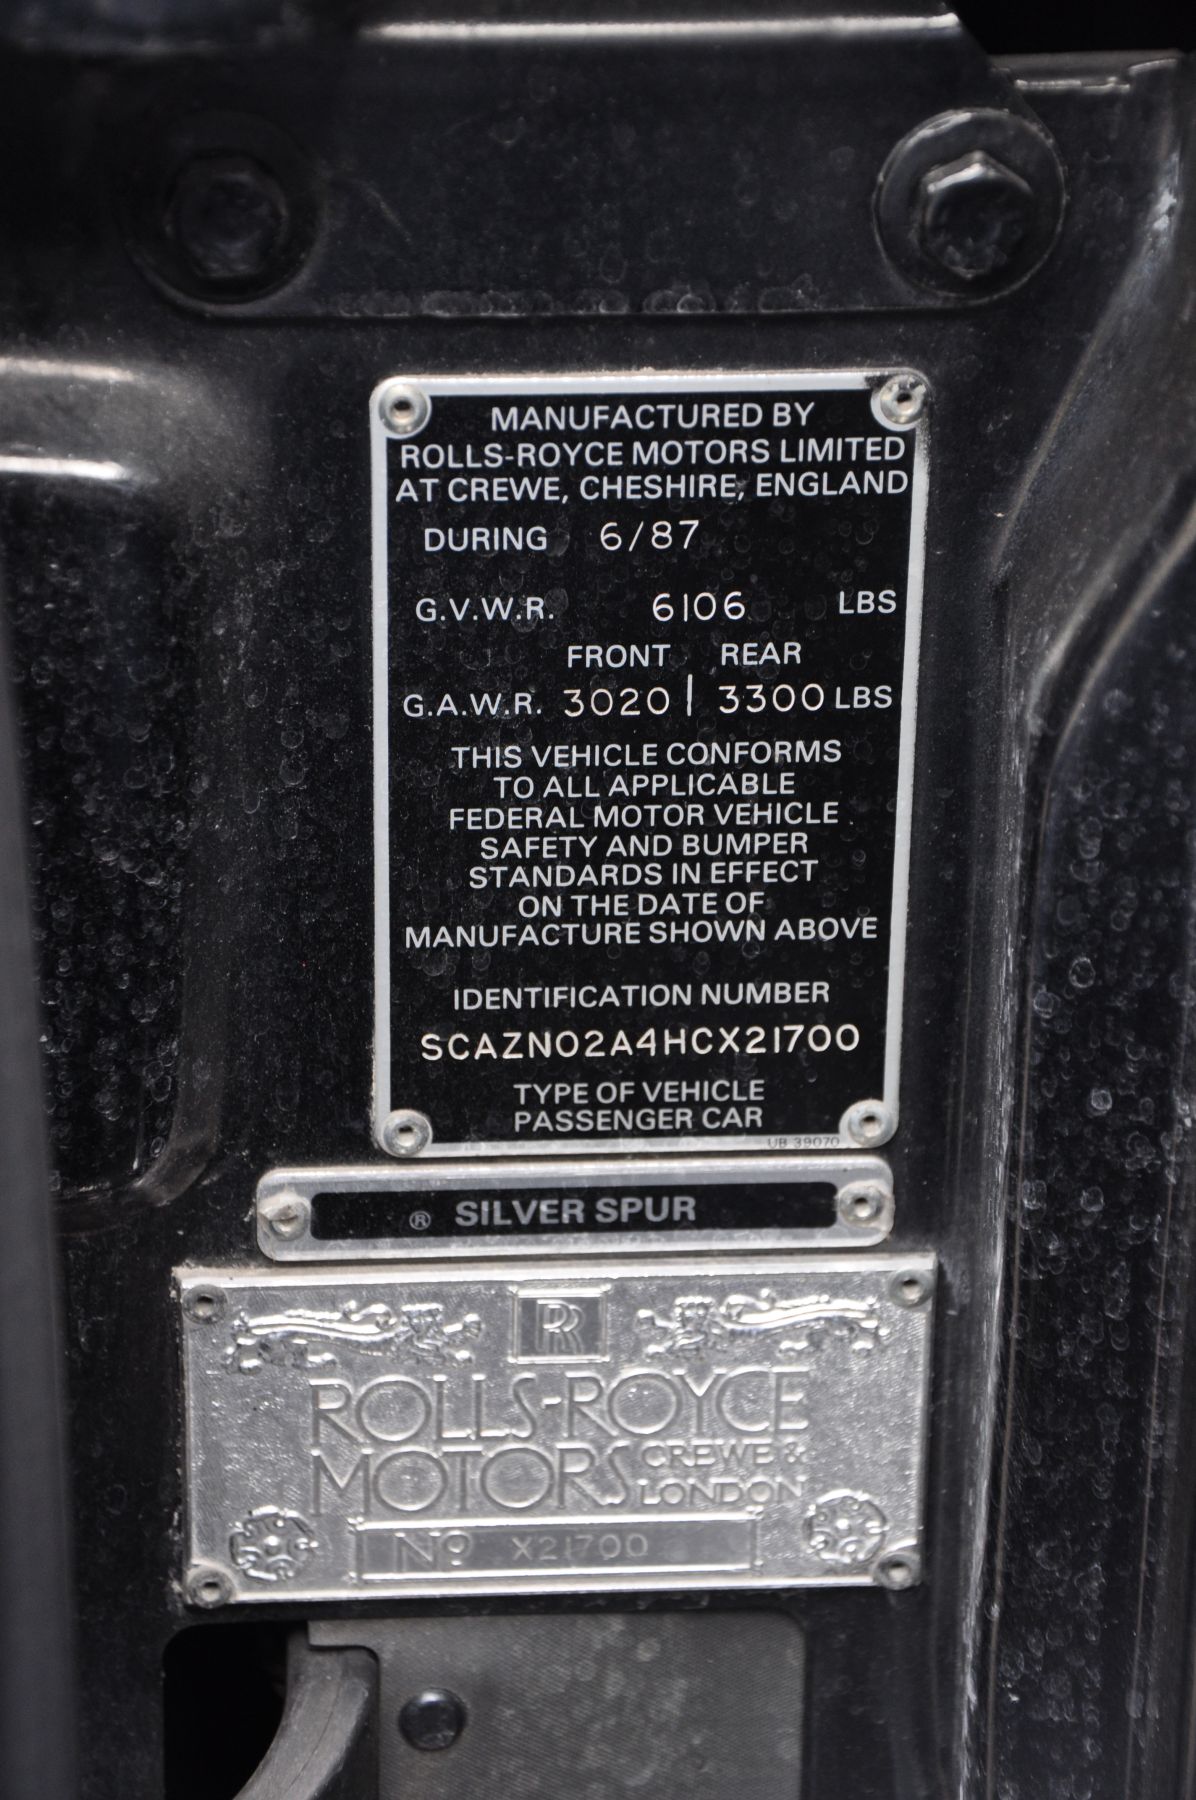 MANUFACTURED BY
ROLLS-ROYCE MOTORS LIMITED
AT CREWE, CHESHIRE, ENGLAND
DURING 6/87
G.V.W.R. 6106 LBS
FRONT REAR
G.A.W.R. 3020 | 3300 LBS
THIS VEHICLE CONFORMS
TO ALL APPLICABLE
FEDERAL MOTOR VEHICLE
SAFETY AND BUMPER
STANDARDS IN EFFECT
ON THE DATE OF
MANUFACTURE SHOWN ABOVE
IDENTIFICATION NUMBER
SCAZN02A4HCX21700
TYPE OF VEHICLE
PASSENGER CAR
UB 39070
® SILVER SPUR
RR
ROLLS-ROYCE
MOTORS CREWE &
LONDON
Nº X21700